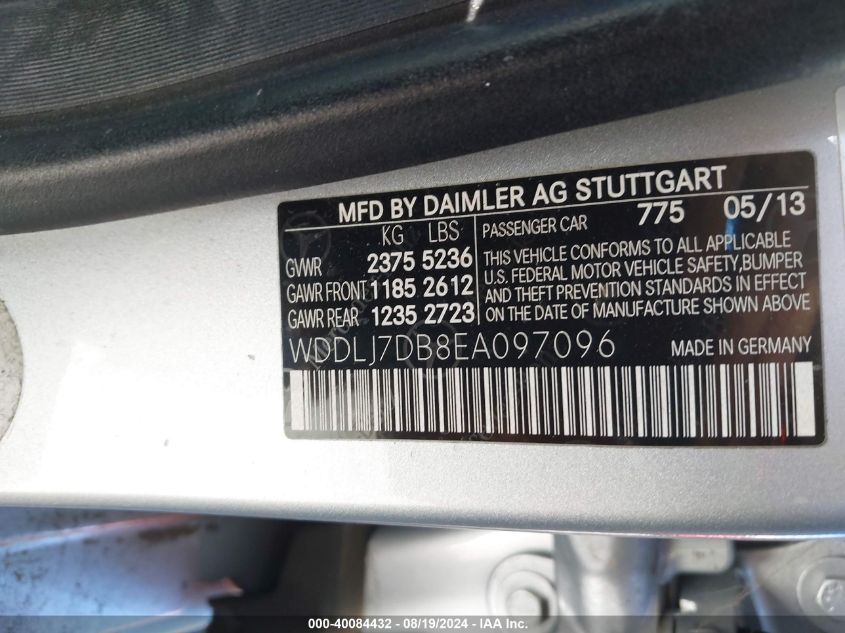 MFD BY DAIMLER AG STUTTGART
KG LBS
GVWR 2375 5236
GAWR FRONT 1185 2612
GAWR REAR 1235 2723
PASSENGER CAR 775 05/13
THIS VEHICLE CONFORMS TO ALL APPLICABLE
U.S. FEDERAL MOTOR VEHICLE SAFETY,BUMPER
AND THEFT PREVENTION STANDARDS IN EFFECT
ON THE DATE OF MANUFACTURE SHOWN ABOVE
WDDLJ7DB8EA097096 MADE IN GERMANY
000-40084432 - 08/19/2024 - IAAI.COM